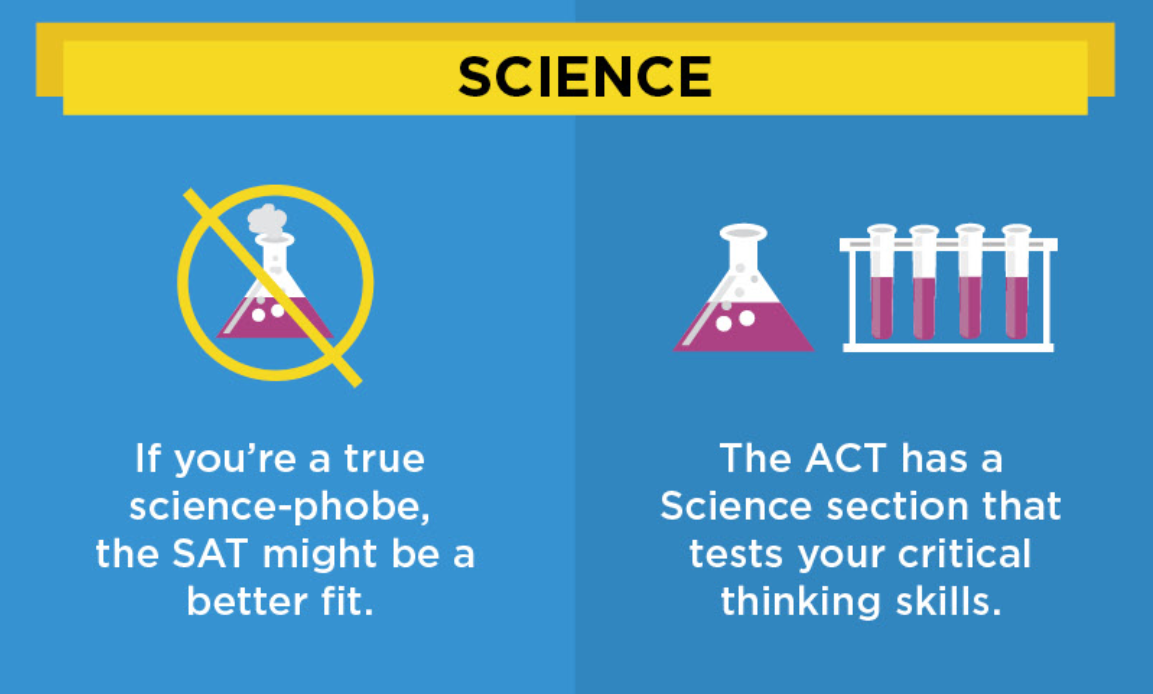 SCIENCE
If you’re a true
science-phobe,
the SAT might be a
better fit.
The ACT has a
Science section that
tests your critical
thinking skills.